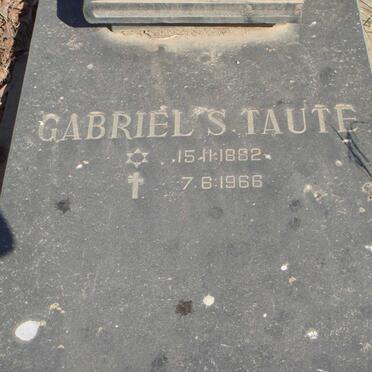 GABRIEL S. TAUTE
✡ 15.11.1882
✝ 7.6.1966